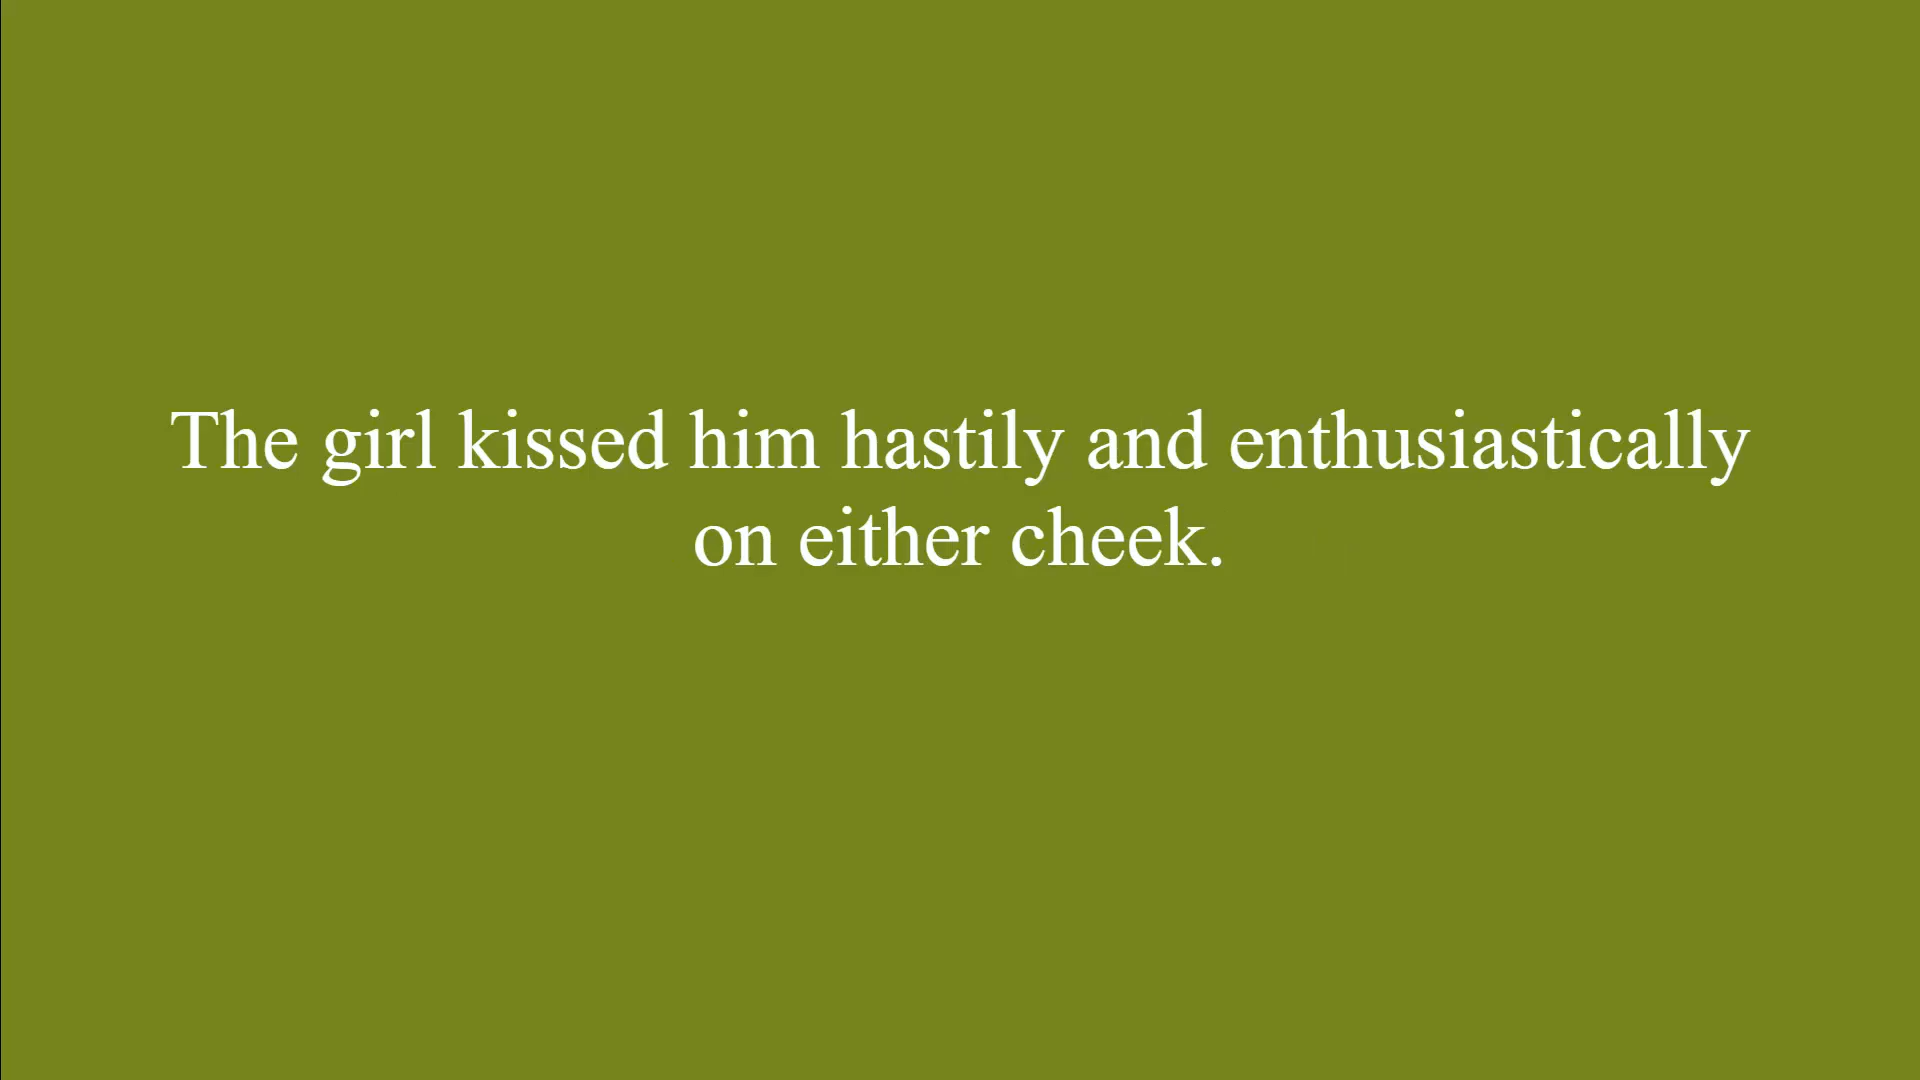 The girl kissed him hastily and enthusiastically
on either cheek.